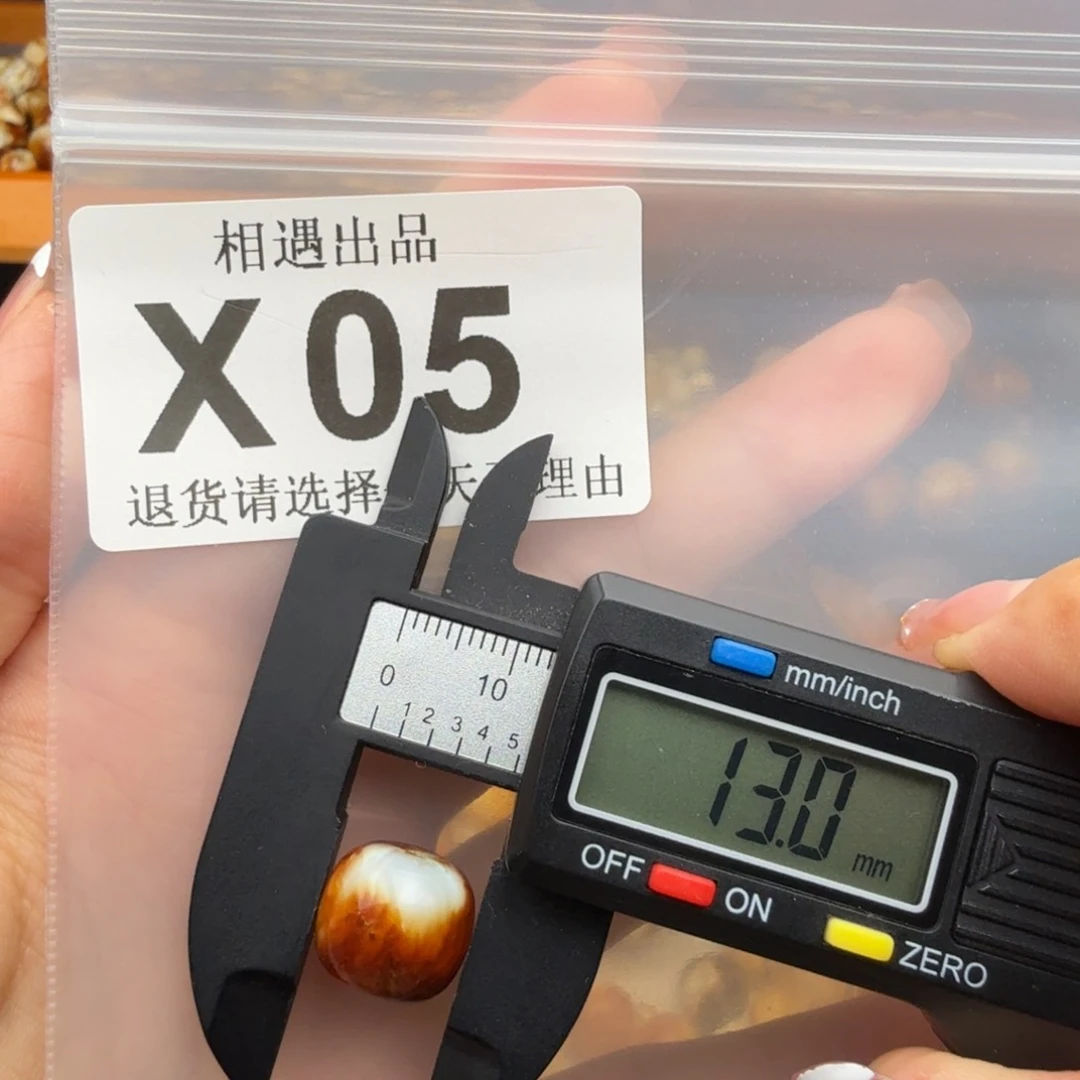 相遇出品
X05
退货请选择 天 理由
mm/inch
0 10
1 2 3 4 5
13.0 mm
OFF ON
ZERO